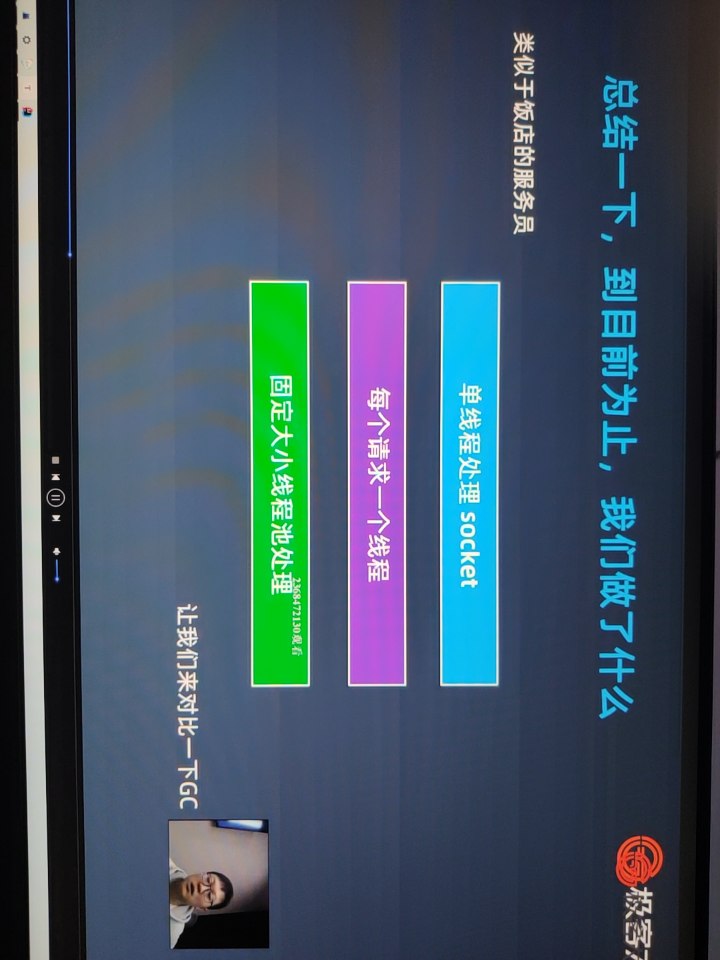 总结一下，到目前为止，我们做了什么
极客
类似于饭店的服务员
单线程处理 socket
每个请求一个线程
2368472130观看
固定大小线程池处理
让我们来对比一下GC
T